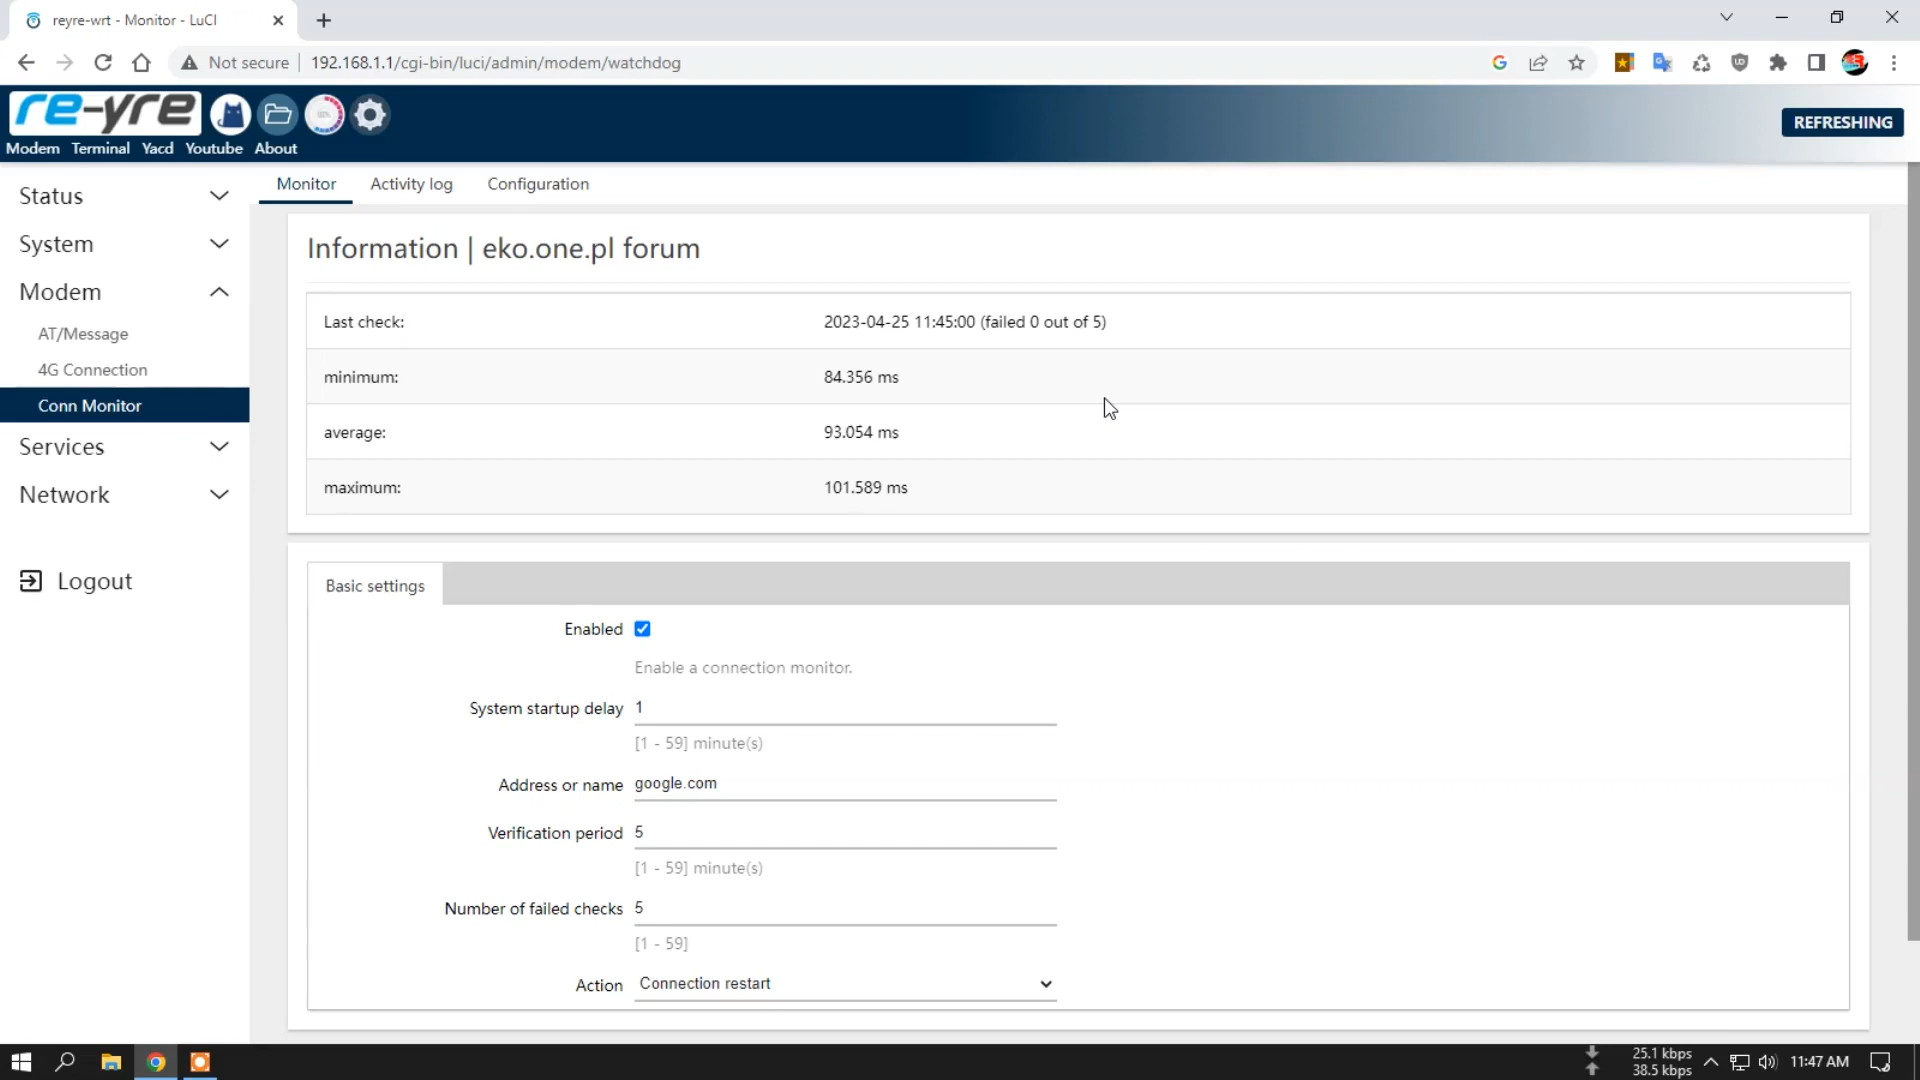 reyre-wrt - Monitor - LuCI
Not secure 192.168.1.1/cgi-bin/luci/admin/modem/watchdog
re-yre
REFRESHING
Modem Terminal Yacd Youtube About
Status
System
Modem
AT/Message
4G Connection
Conn Monitor
Services
Network
Logout
Monitor Activity log Configuration
Information | eko.one.pl forum
Last check: 2023-04-25 11:45:00 (failed 0 out of 5)
minimum: 84.356 ms
average: 93.054 ms
maximum: 101.589 ms
Basic settings
Enabled
Enable a connection monitor.
System startup delay 1
[1 - 59] minute(s)
Address or name google.com
Verification period 5
[1 - 59] minute(s)
Number of failed checks 5
[1 - 59]
Action Connection restart
25.1 kbps
38.5 kbps
11:47 AM